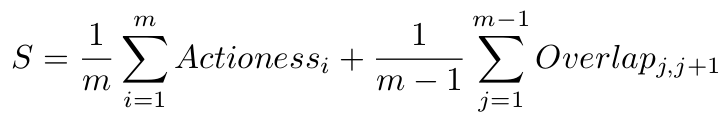 S = \frac{1}{m} \sum_{i=1}^{m} Actioness_i + \frac{1}{m-1} \sum_{j=1}^{m-1} Overlap_{j,j+1}